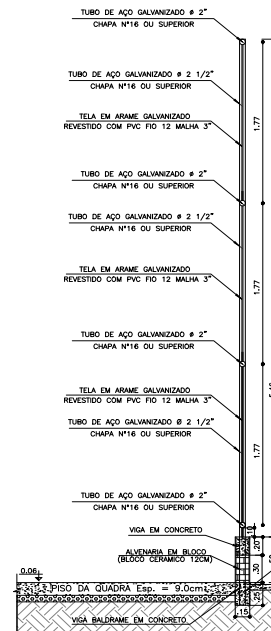 TUBO DE AÇO GALVANIZADO ø 2"
CHAPA N°16 OU SUPERIOR
TUBO DE AÇO GALVANIZADO ø 2 1/2"
CHAPA N°16 OU SUPERIOR
TELA EM ARAME GALVANIZADO
REVESTIDO COM PVC FIO 12 MALHA 3"
1.77
TUBO DE AÇO GALVANIZADO ø 2"
CHAPA N°16 OU SUPERIOR
TUBO DE AÇO GALVANIZADO ø 2 1/2"
CHAPA N°16 OU SUPERIOR
TELA EM ARAME GALVANIZADO
REVESTIDO COM PVC FIO 12 MALHA 3"
1.77
TUBO DE AÇO GALVANIZADO ø 2"
CHAPA N°16 OU SUPERIOR
TELA EM ARAME GALVANIZADO
REVESTIDO COM PVC FIO 12 MALHA 3"
TUBO DE AÇO GALVANIZADO ø 2 1/2"
CHAPA N°16 OU SUPERIOR
1.77
TUBO DE AÇO GALVANIZADO ø 2"
CHAPA N°16 OU SUPERIOR
VIGA EM CONCRETO
.10
.20
ALVENARIA EM BLOCO
(BLOCO CERAMICO 12CM)
.30
0.06
PISO DA QUADRA Esp. = 9.0cm
.25
.15
VIGA BALDRAME EM CONCRETO